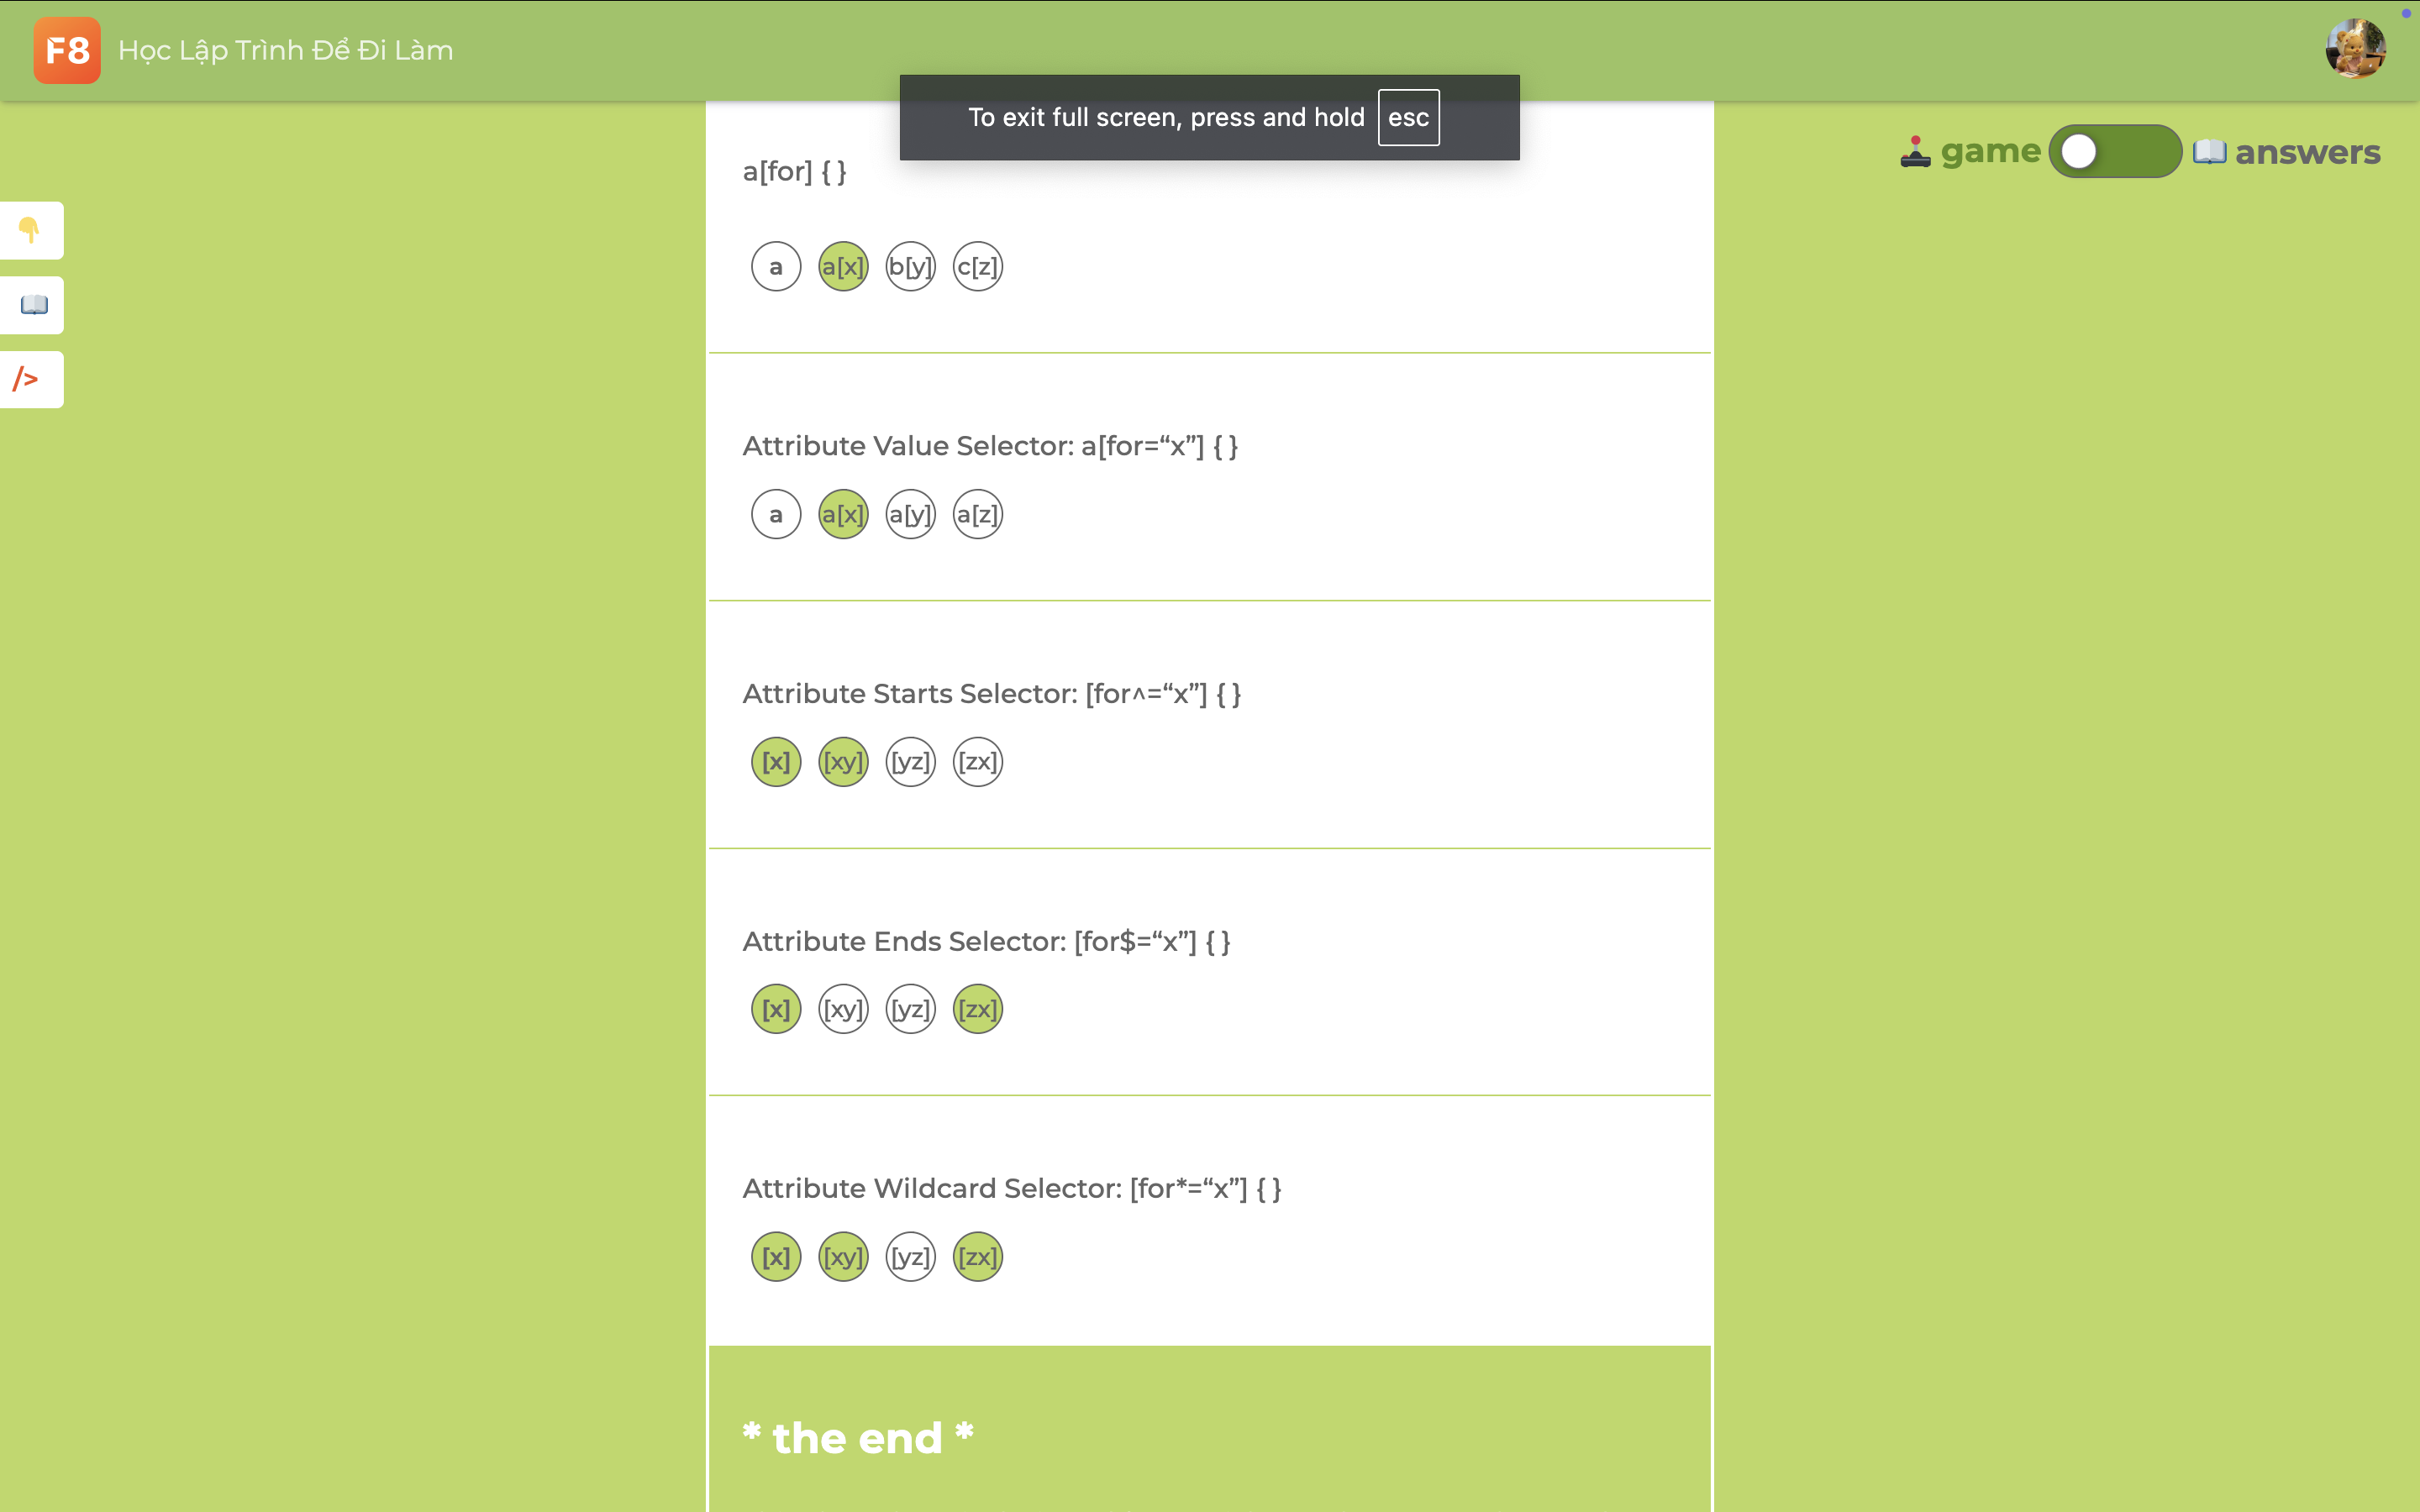 F8 Học Lập Trình Để Đi Làm
To exit full screen, press and hold esc
🕹️ game 📖 answers
a[for] { }
a a[x] b[y] c[z]
/>
Attribute Value Selector: a[for=“x”] { }
a a[x] a[y] a[z]
Attribute Starts Selector: [for^=“x”] { }
[x] [xy] [yz] [zx]
Attribute Ends Selector: [for$=“x”] { }
[x] [xy] [yz] [zx]
Attribute Wildcard Selector: [for*=“x”] { }
[x] [xy] [yz] [zx]
* the end *